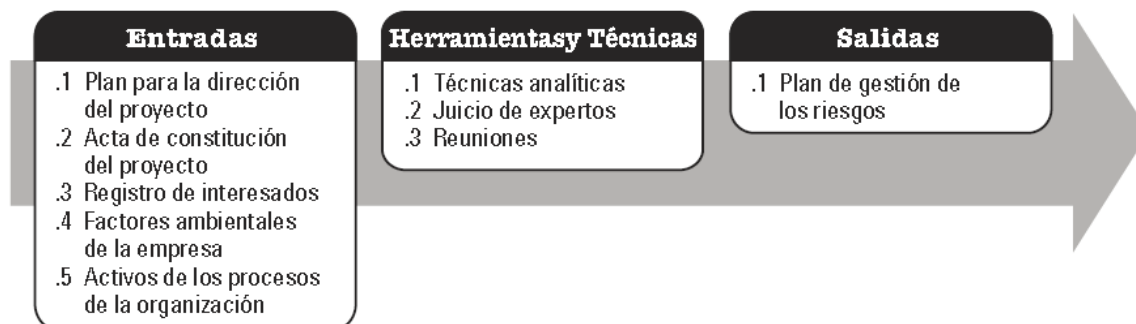 Entradas
.1 Plan para la dirección
del proyecto
.2 Acta de constitución
del proyecto
.3 Registro de interesados
.4 Factores ambientales
de la empresa
.5 Activos de los procesos
de la organización
Herramientasy Técnicas
.1 Técnicas analíticas
.2 Juicio de expertos
.3 Reuniones
Salidas
.1 Plan de gestión de
los riesgos